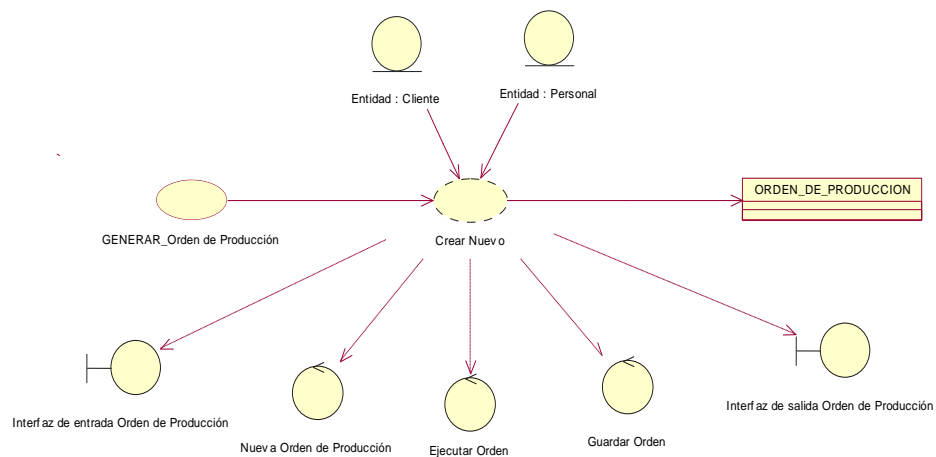 Entidad : Cliente
Entidad : Personal
ORDEN_DE_PRODUCCION
GENERAR_Orden de Producción
Crear Nuevo
Interfaz de entrada Orden de Producción
Nueva Orden de Producción
Ejecutar Orden
Guardar Orden
Interfaz de salida Orden de Producción